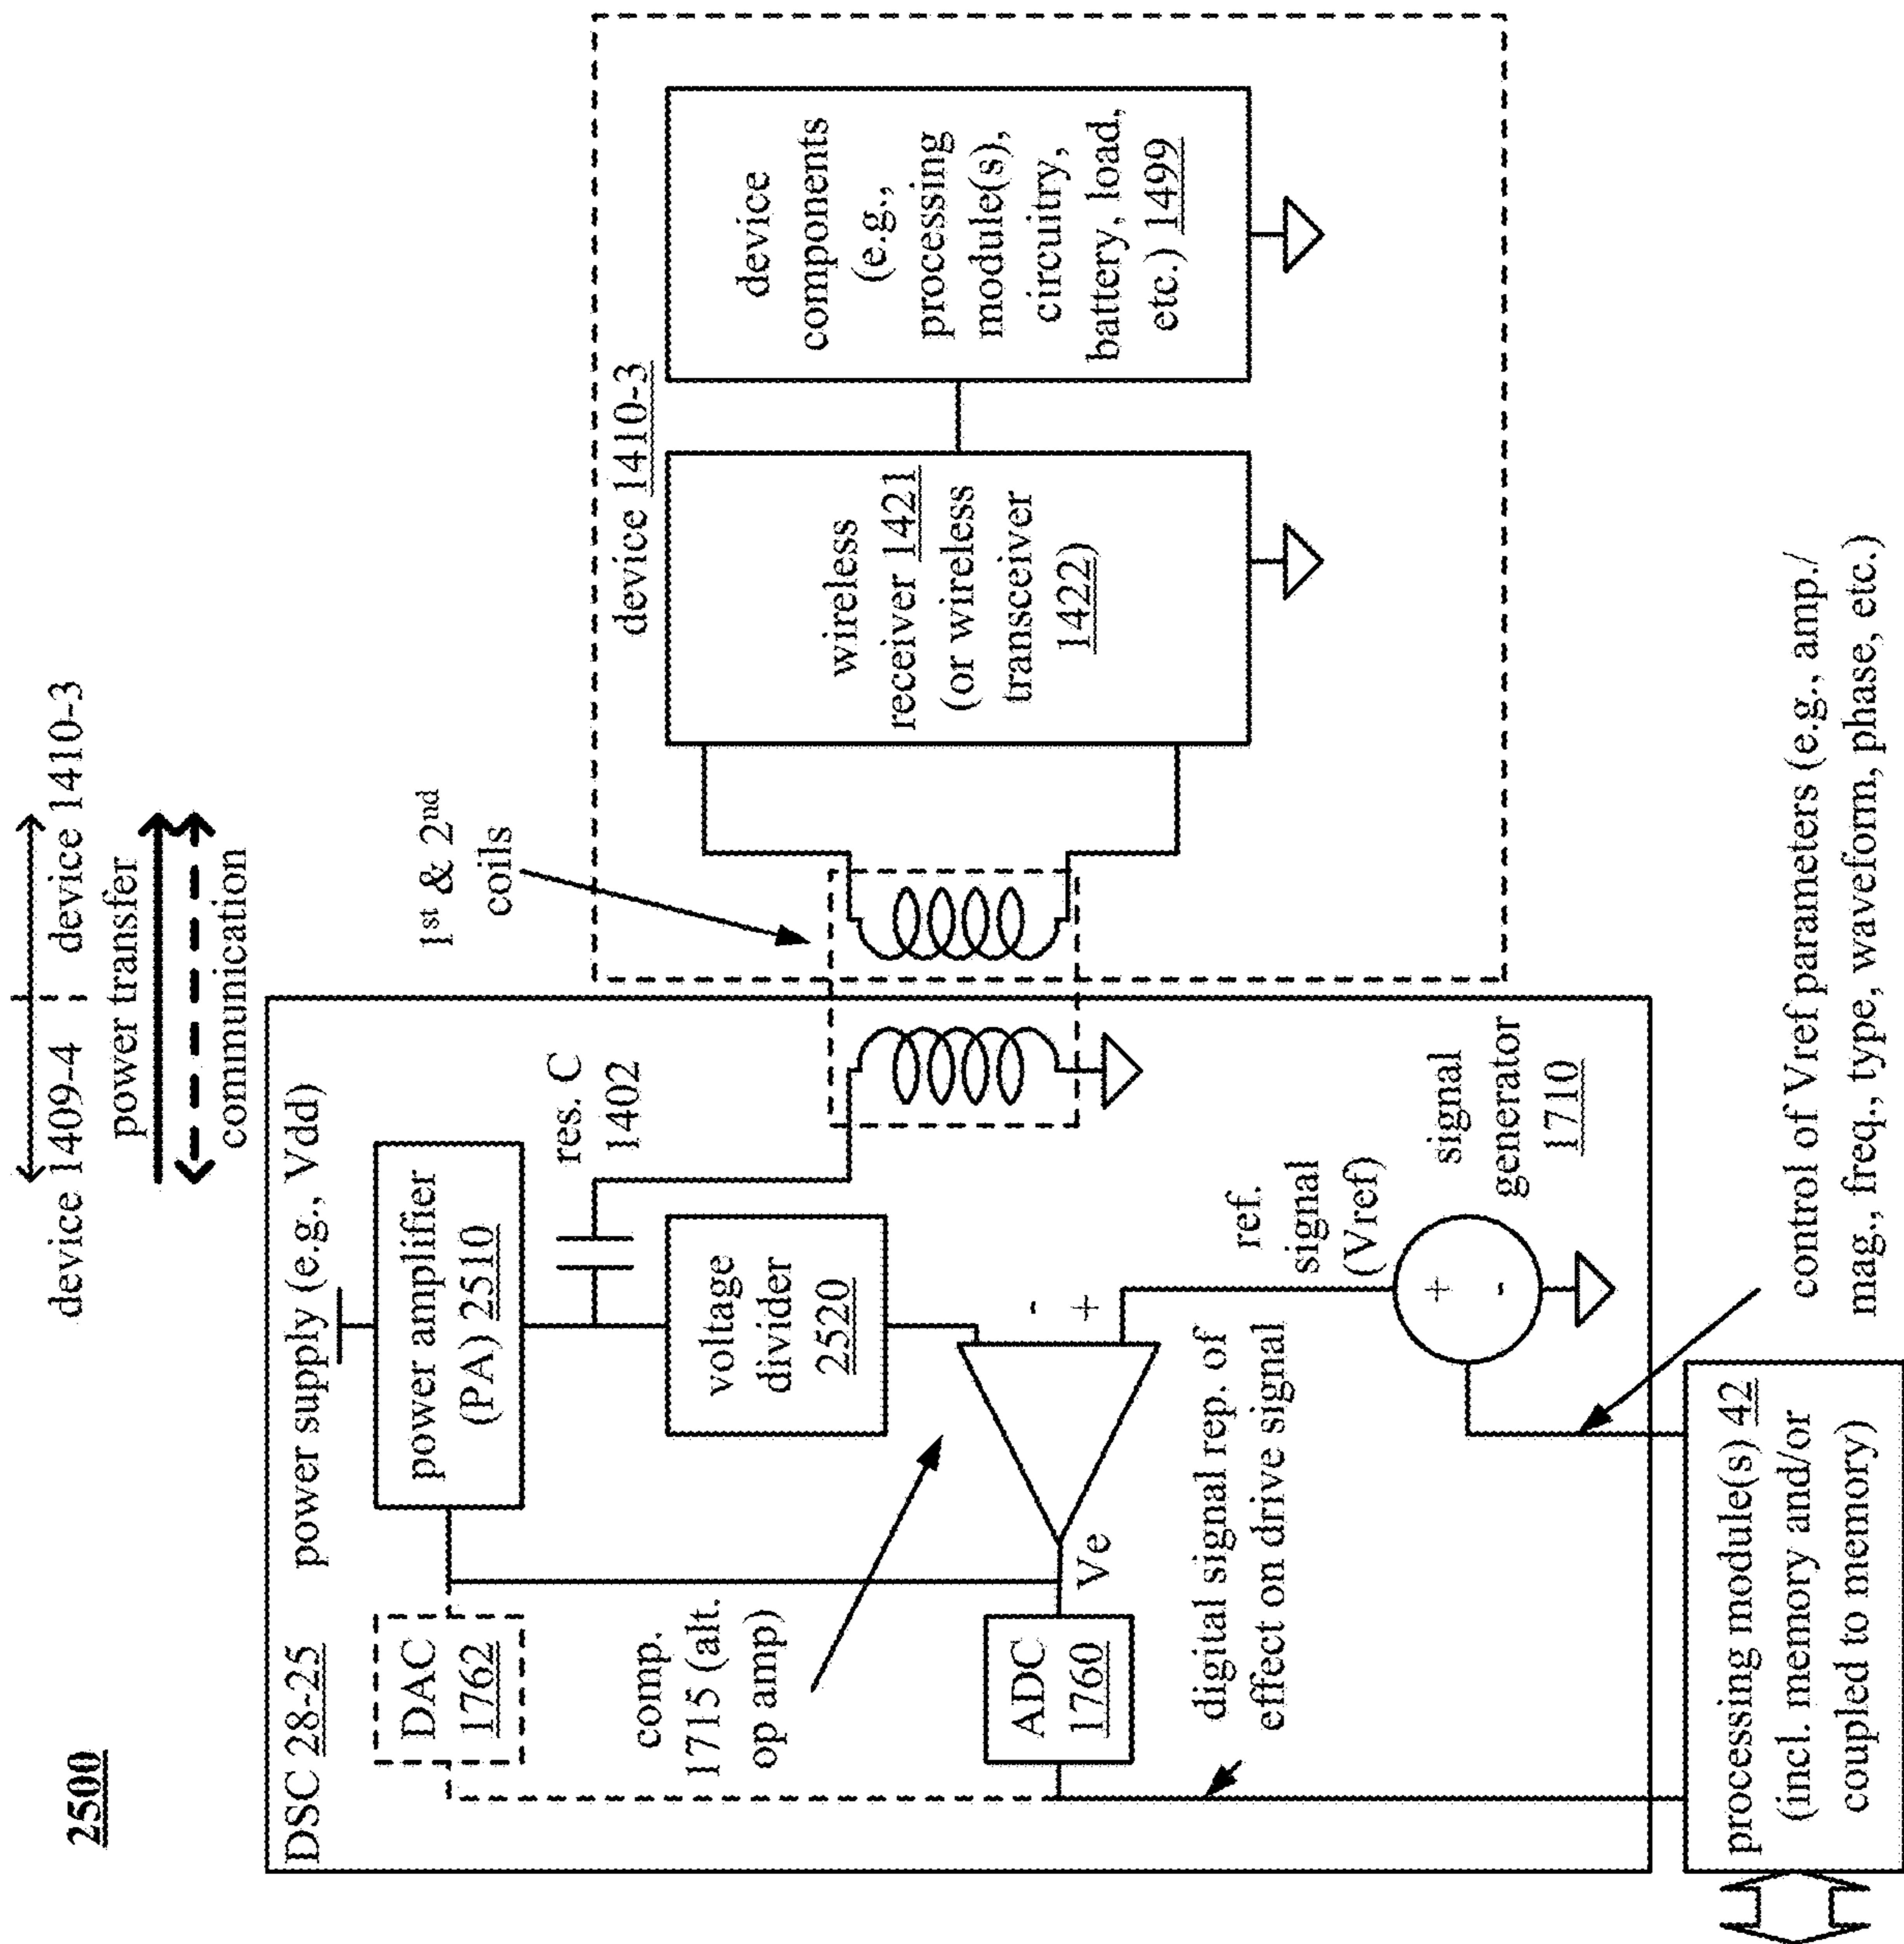 2500
device 1409-4
device 1410-3
power transfer
communication
DSC 28-25
power supply (e.g., Vdd)
DAC
1762
power amplifier
(PA) 2510
res. C
1402
1st & 2nd
coils
device 1410-3
comp.
1715 (alt.
op amp)
voltage
divider
2520
wireless
receiver 1421
(or wireless
transceiver
1422)
device
components
(e.g.,
processing
module(s),
circuitry,
battery, load,
etc.) 1499
ADC
1760
Ve
-
+
digital signal rep. of
effect on drive signal
ref.
signal
(Vref)
+
-
signal
generator
1710
processing module(s) 42
(incl. memory and/or
coupled to memory)
control of Vref parameters (e.g., amp./
mag., freq., type, waveform, phase, etc.)